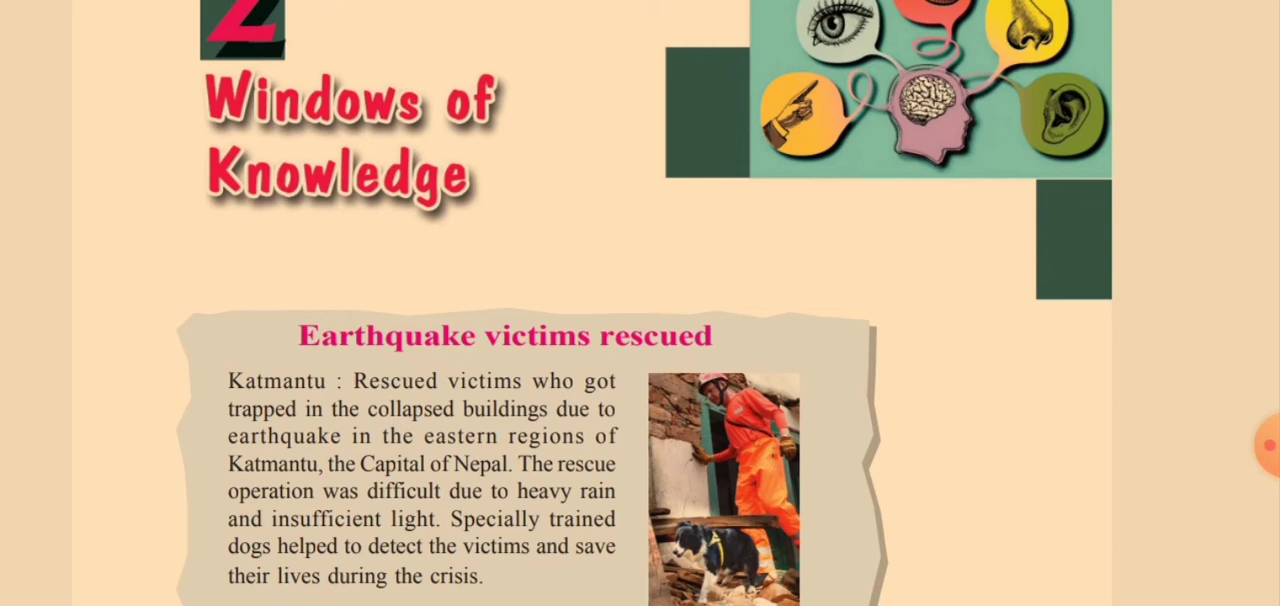 2
Windows of
Knowledge
Earthquake victims rescued
Katmantu : Rescued victims who got
trapped in the collapsed buildings due to
earthquake in the eastern regions of
Katmantu, the Capital of Nepal. The rescue
operation was difficult due to heavy rain
and insufficient light. Specially trained
dogs helped to detect the victims and save
their lives during the crisis.